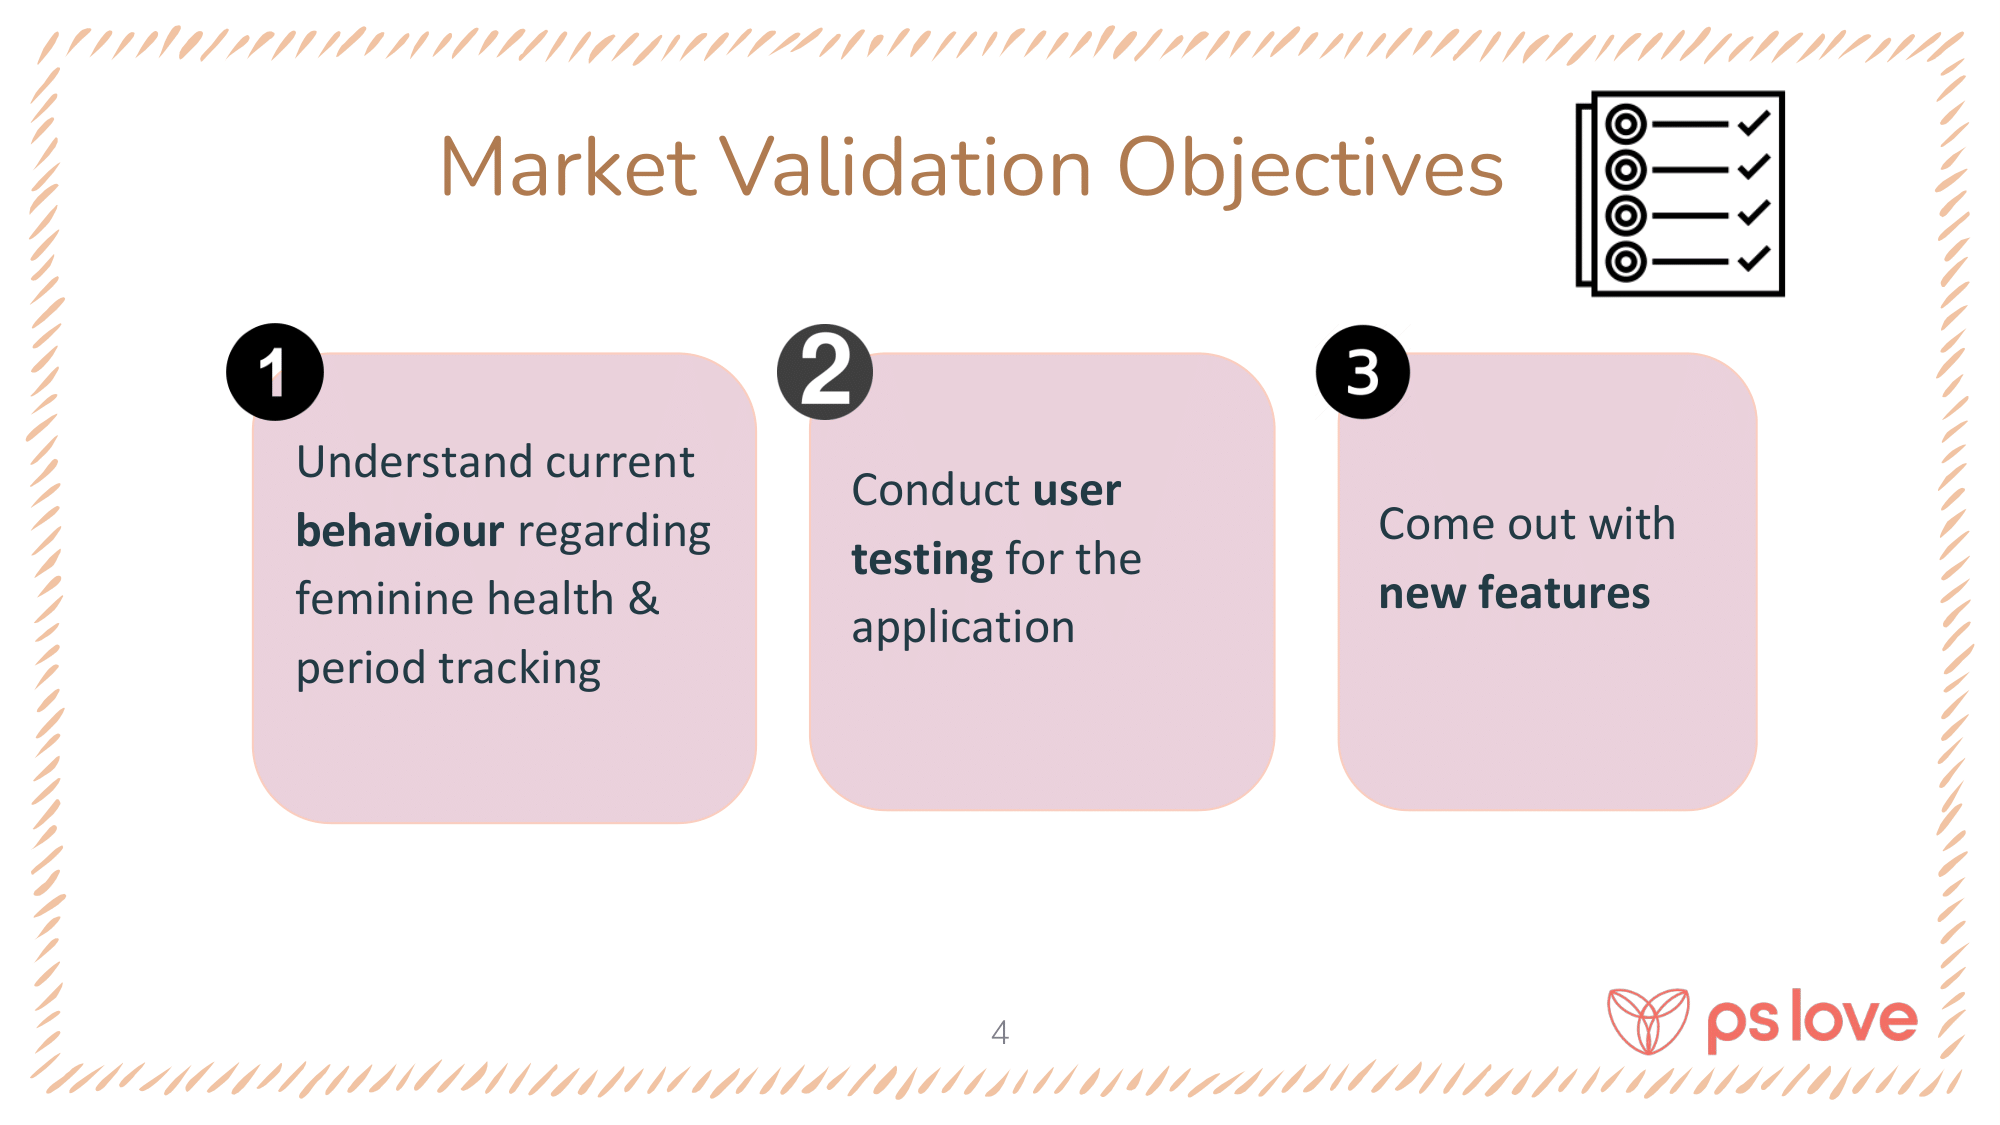 Market Validation Objectives
1
Understand current
behaviour regarding
feminine health &
period tracking
2
Conduct user
testing for the
application
3
Come out with
new features
4
ps love